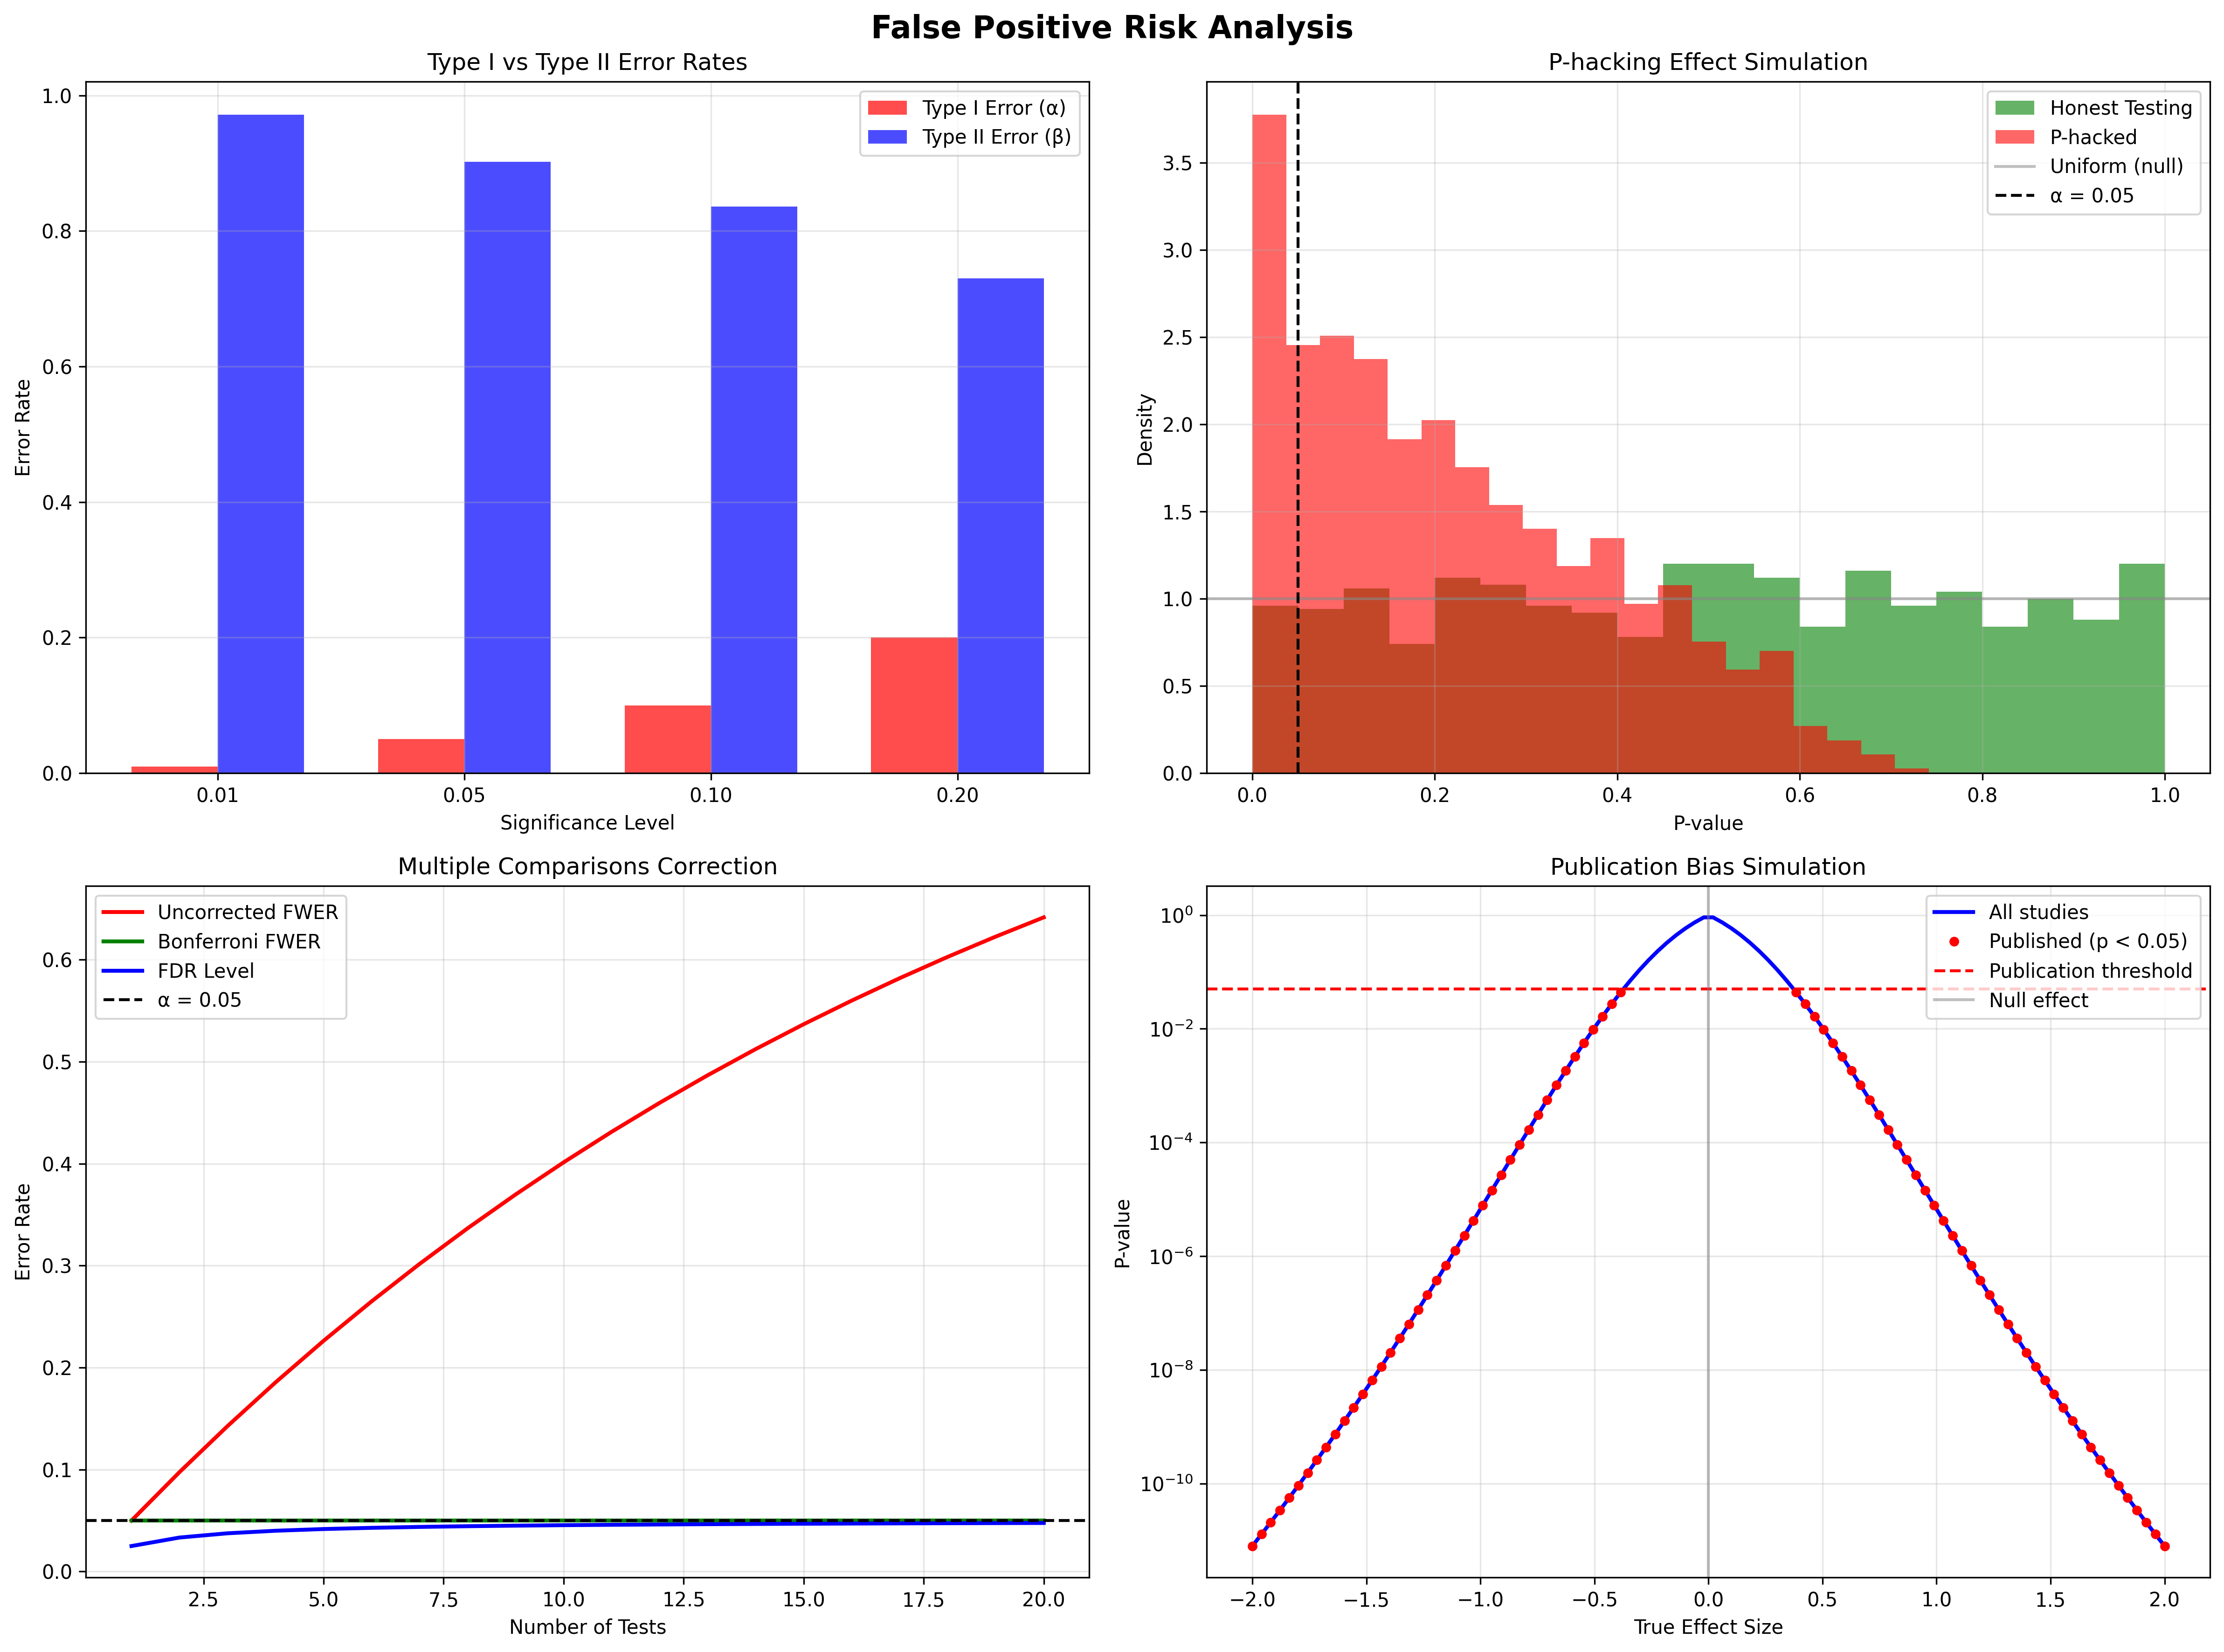 False Positive Risk Analysis
Type I vs Type II Error Rates
Error Rate
1.0
0.8
0.6
0.4
0.2
0.0
Type I Error (α)
Type II Error (β)
0.01 0.05 0.10 0.20
Significance Level
P-hacking Effect Simulation
Density
3.5
3.0
2.5
2.0
1.5
1.0
0.5
0.0
Honest Testing
P-hacked
Uniform (null)
α = 0.05
0.0 0.2 0.4 0.6 0.8 1.0
P-value
Multiple Comparisons Correction
Error Rate
0.6
0.5
0.4
0.3
0.2
0.1
0.0
Uncorrected FWER
Bonferroni FWER
FDR Level
α = 0.05
2.5 5.0 7.5 10.0 12.5 15.0 17.5 20.0
Number of Tests
Publication Bias Simulation
P-value
10⁰
10⁻²
10⁻⁴
10⁻⁶
10⁻⁸
10⁻¹⁰
All studies
Published (p < 0.05)
Publication threshold
Null effect
−2.0 −1.5 −1.0 −0.5 0.0 0.5 1.0 1.5 2.0
True Effect Size